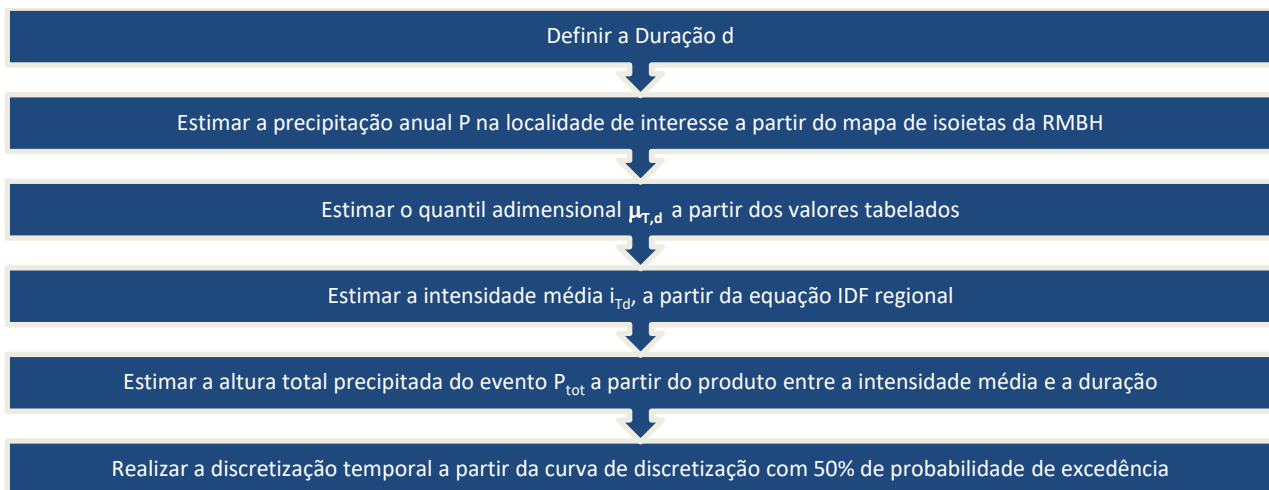 Definir a Duração d
Estimar a precipitação anual P na localidade de interesse a partir do mapa de isoietas da RMBH
Estimar o quantil adimensional μT,d a partir dos valores tabelados
Estimar a intensidade média iTd, a partir da equação IDF regional
Estimar a altura total precipitada do evento Ptot a partir do produto entre a intensidade média e a duração
Realizar a discretização temporal a partir da curva de discretização com 50% de probabilidade de excedência